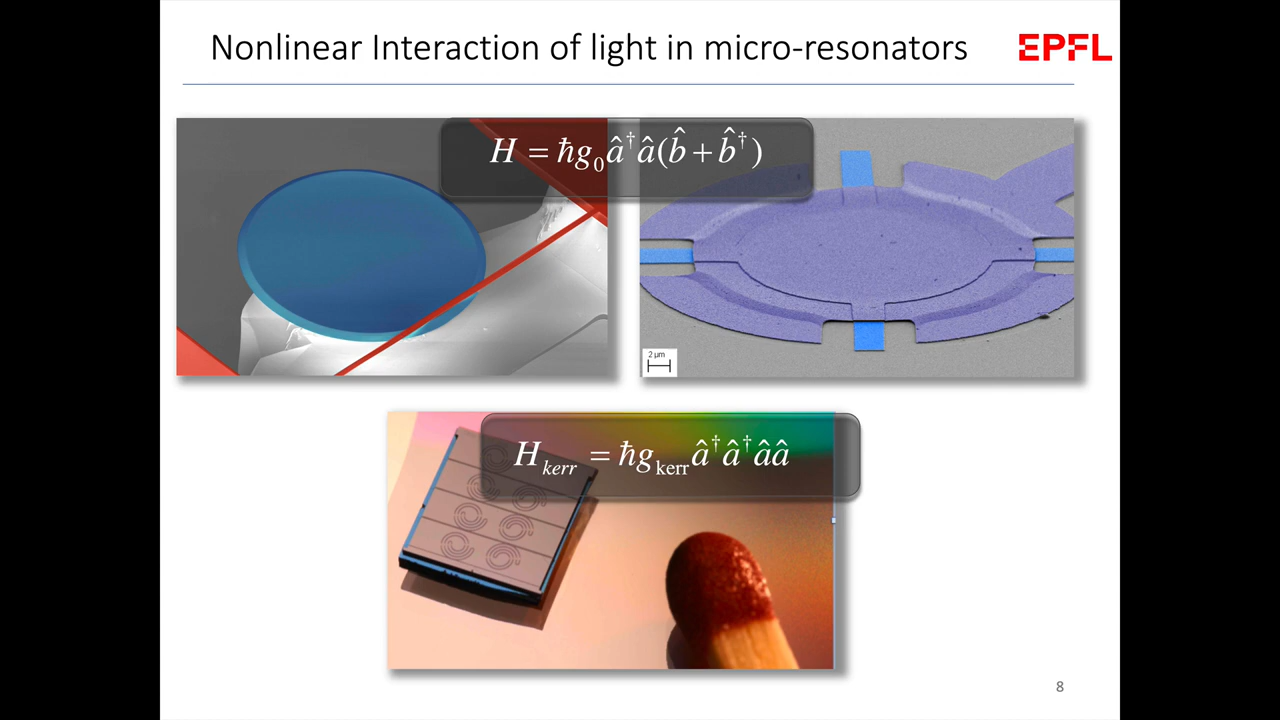 Nonlinear Interaction of light in micro-resonators
EPFL
H = ħg₀â†â(b̂ + b̂†)
2 µm
H_kerr = ħg_kerr â†â†ââ
8